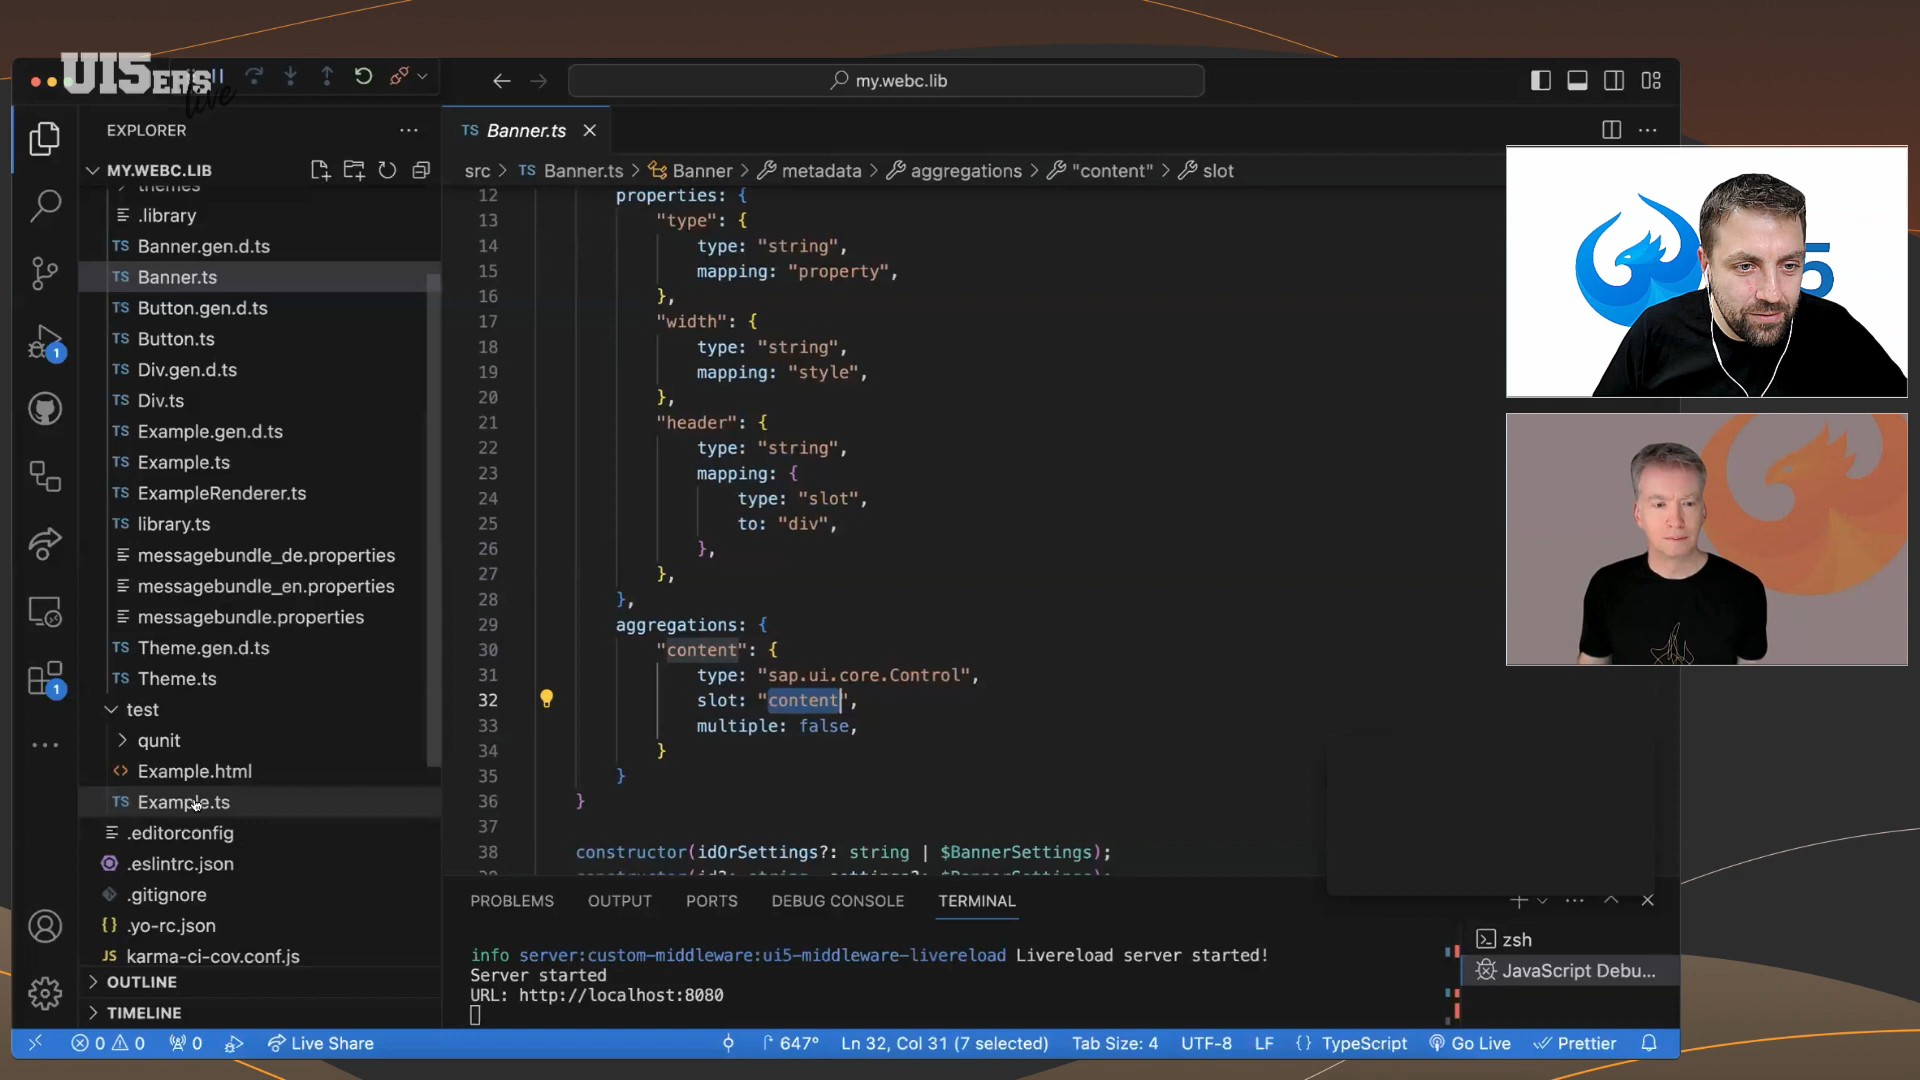 UI5ERS
live
my.webc.lib
EXPLORER
MY.WEBC.LIB
themes
.library
Banner.gen.d.ts
Banner.ts
Button.gen.d.ts
Button.ts
Div.gen.d.ts
Div.ts
Example.gen.d.ts
Example.ts
ExampleRenderer.ts
library.ts
messagebundle_de.properties
messagebundle_en.properties
messagebundle.properties
Theme.gen.d.ts
Theme.ts
test
qunit
Example.html
Example.ts
.editorconfig
.eslintrc.json
.gitignore
.yo-rc.json
karma-ci-cov.conf.js
OUTLINE
TIMELINE
TS Banner.ts
src > TS Banner.ts > Banner > metadata > aggregations > "content" > slot
12 properties: {
13 "type": {
14 type: "string",
15 mapping: "property",
16 },
17 "width": {
18 type: "string",
19 mapping: "style",
20 },
21 "header": {
22 type: "string",
23 mapping: {
24 type: "slot",
25 to: "div",
26 },
27 },
28 },
29 aggregations: {
30 "content": {
31 type: "sap.ui.core.Control",
32 slot: "content",
33 multiple: false,
34 }
35 }
36 }
37
38 constructor(idOrSettings?: string | $BannerSettings);
PROBLEMS OUTPUT PORTS DEBUG CONSOLE TERMINAL
info server:custom-middleware:ui5-middleware-livereload Livereload server started!
Server started
URL: http://localhost:8080
zsh
JavaScript Debu...
5
1
1
0 0 0 Live Share 647° Ln 32, Col 31 (7 selected) Tab Size: 4 UTF-8 LF {} TypeScript Go Live Prettier